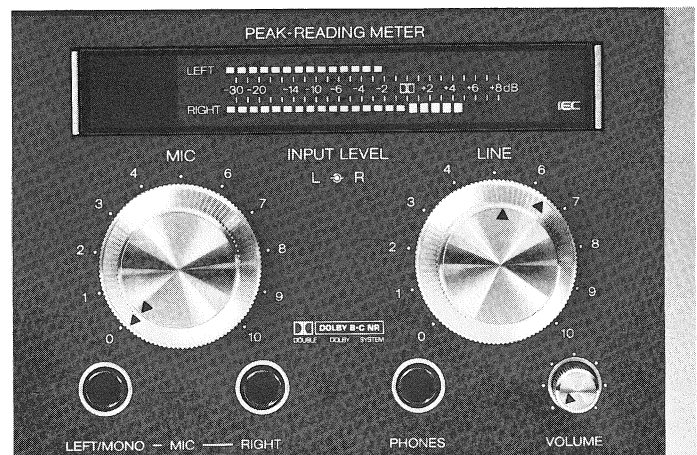 PEAK-READING METER
LEFT
-30 -20 -14 -10 -6 -4 -2 +2 +4 +6 +8 dB
RIGHT
IEC
MIC
INPUT LEVEL
LINE
L R
0 1 2 3 4 6 7 8 9 10
0 1 2 3 4 6 7 8 9 10
DOLBY B-C NR
DOUBLE DOLBY SYSTEM
LEFT/MONO – MIC — RIGHT
PHONES
VOLUME